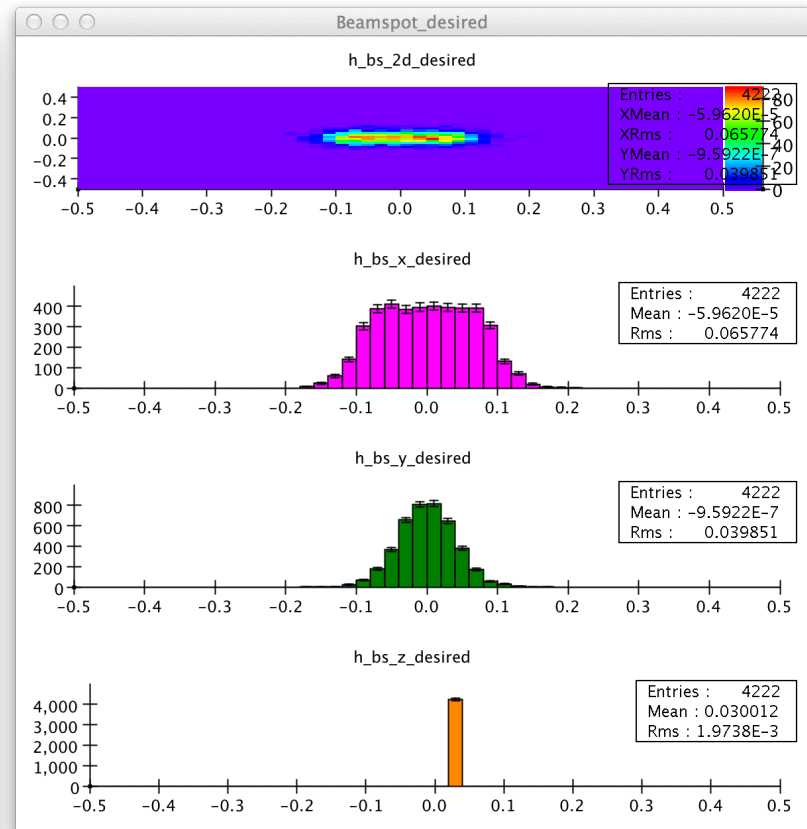 Beamspot_desired
h_bs_2d_desired
0.4
0.2
0.0
−0.2
−0.4
−0.5 −0.4 −0.3 −0.2 −0.1 0.0 0.1 0.2 0.3 0.4 0.5
Entries : 4222
XMean : −5.9620E−5
XRms : 0.065774
YMean : −9.5922E−7
YRms : 0.039851
80
60
40
20
0
h_bs_x_desired
400
300
200
100
0
−0.5 −0.4 −0.3 −0.2 −0.1 0.0 0.1 0.2 0.3 0.4 0.5
Entries : 4222
Mean : −5.9620E−5
Rms : 0.065774
h_bs_y_desired
800
600
400
200
0
−0.5 −0.4 −0.3 −0.2 −0.1 0.0 0.1 0.2 0.3 0.4 0.5
Entries : 4222
Mean : −9.5922E−7
Rms : 0.039851
h_bs_z_desired
4,000
3,000
2,000
1,000
0
−0.5 −0.4 −0.3 −0.2 −0.1 0.0 0.1 0.2 0.3 0.4 0.5
Entries : 4222
Mean : 0.030012
Rms : 1.9738E−3